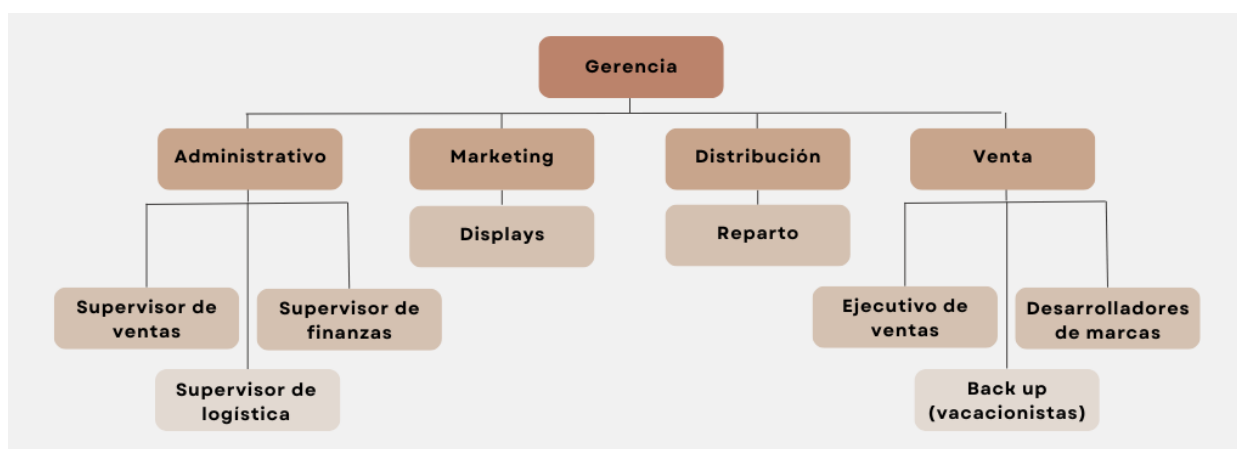 Gerencia
Administrativo
Marketing
Distribución
Venta
Displays
Reparto
Supervisor de
ventas
Supervisor de
finanzas
Ejecutivo de
ventas
Desarrolladores
de marcas
Supervisor de
logística
Back up
(vacacionistas)